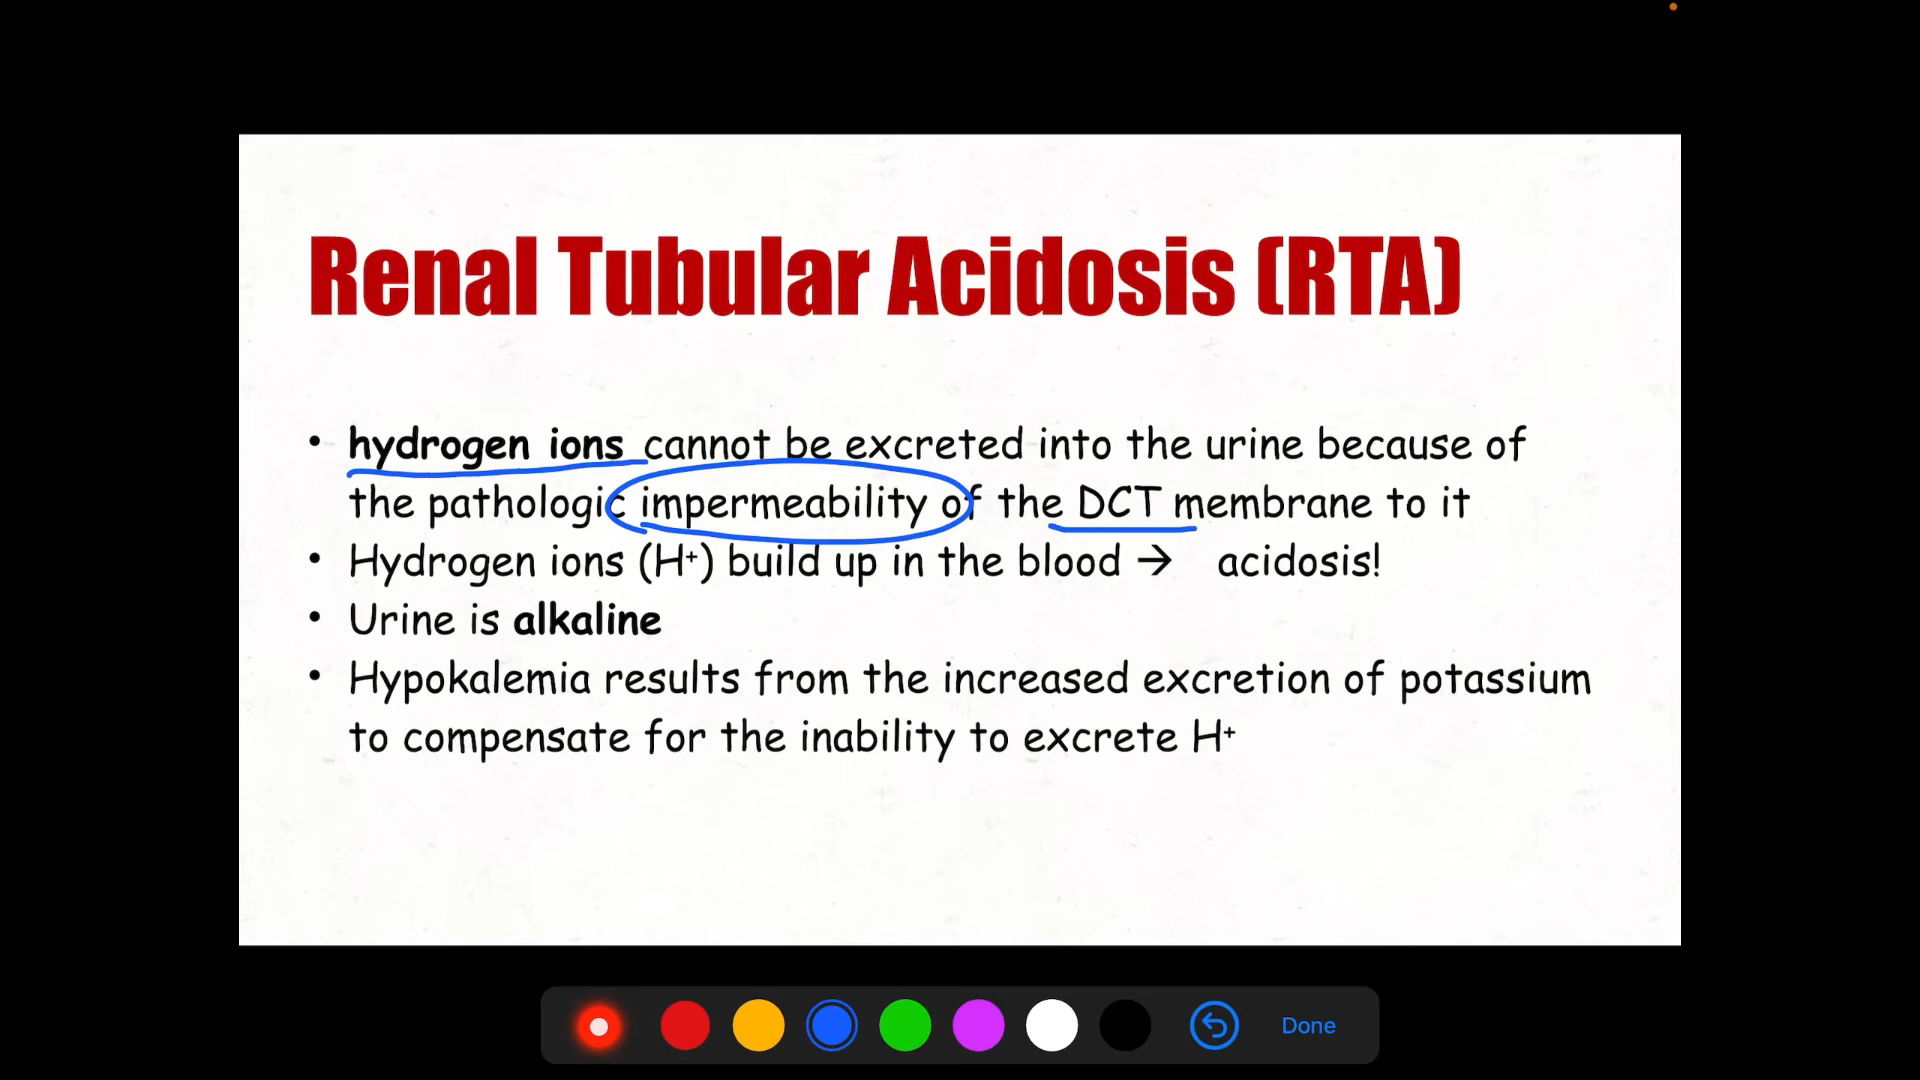 Renal Tubular Acidosis (RTA)
• hydrogen ions cannot be excreted into the urine because of
the pathologic impermeability of the DCT membrane to it
• Hydrogen ions (H⁺) build up in the blood → acidosis!
• Urine is alkaline
• Hypokalemia results from the increased excretion of potassium
to compensate for the inability to excrete H⁺
Done